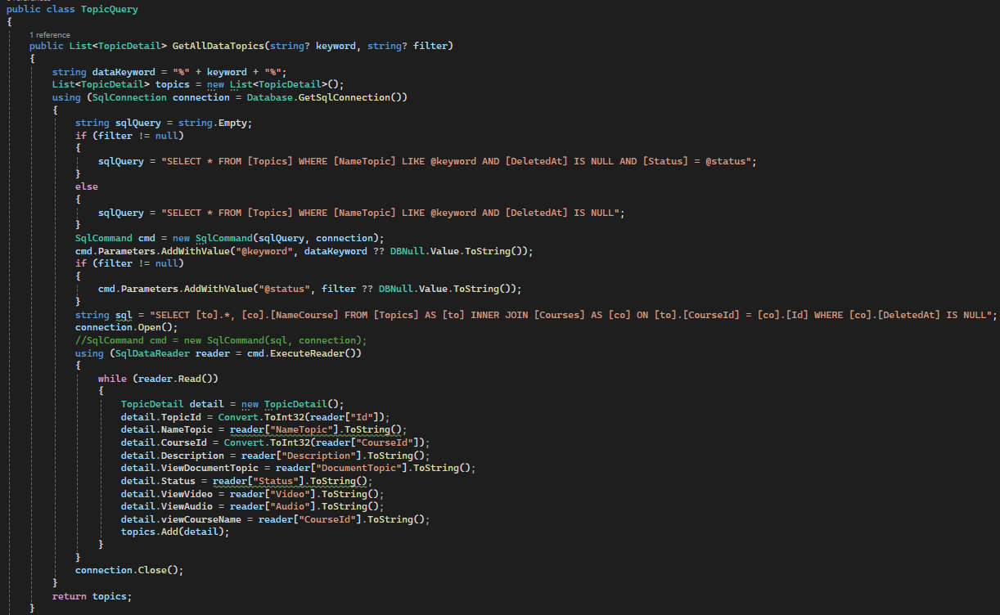 public class TopicQuery
{
1 reference
public List<TopicDetail> GetAllDataTopics(string? keyword, string? filter)
{
string dataKeyword = "%" + keyword + "%";
List<TopicDetail> topics = new List<TopicDetail>();
using (SqlConnection connection = Database.GetSqlConnection())
{
string sqlQuery = string.Empty;
if (filter != null)
{
sqlQuery = "SELECT * FROM [Topics] WHERE [NameTopic] LIKE @keyword AND [DeletedAt] IS NULL AND [Status] = @status";
}
else
{
sqlQuery = "SELECT * FROM [Topics] WHERE [NameTopic] LIKE @keyword AND [DeletedAt] IS NULL";
}
SqlCommand cmd = new SqlCommand(sqlQuery, connection);
cmd.Parameters.AddWithValue("@keyword", dataKeyword ?? DBNull.Value.ToString());
if (filter != null)
{
cmd.Parameters.AddWithValue("@status", filter ?? DBNull.Value.ToString());
}
string sql = "SELECT [to].*, [co].[NameCourse] FROM [Topics] AS [to] INNER JOIN [Courses] AS [co] ON [to].[CourseId] = [co].[Id] WHERE [co].[DeletedAt] IS NULL";
connection.Open();
//SqlCommand cmd = new SqlCommand(sql, connection);
using (SqlDataReader reader = cmd.ExecuteReader())
{
while (reader.Read())
{
TopicDetail detail = new TopicDetail();
detail.TopicId = Convert.ToInt32(reader["Id"]);
detail.NameTopic = reader["NameTopic"].ToString();
detail.CourseId = Convert.ToInt32(reader["CourseId"]);
detail.Description = reader["Description"].ToString();
detail.ViewDocumentTopic = reader["DocumentTopic"].ToString();
detail.Status = reader["Status"].ToString();
detail.ViewVideo = reader["Video"].ToString();
detail.ViewAudio = reader["Audio"].ToString();
detail.viewCourseName = reader["CourseId"].ToString();
topics.Add(detail);
}
}
connection.Close();
}
return topics;
}